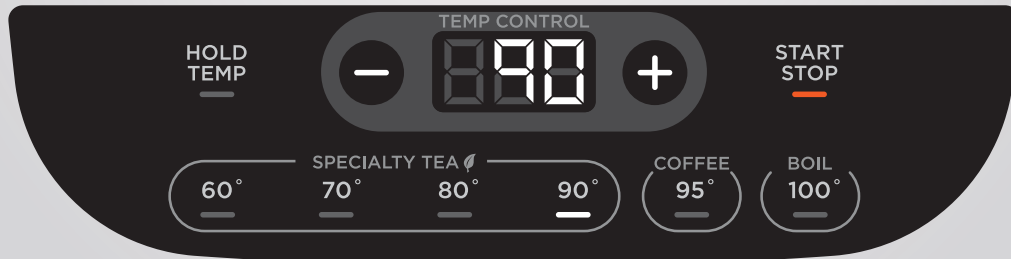 TEMP CONTROL
HOLD
TEMP
−
90
+
START
STOP
SPECIALTY TEA
60°
70°
80°
90°
COFFEE
95°
BOIL
100°